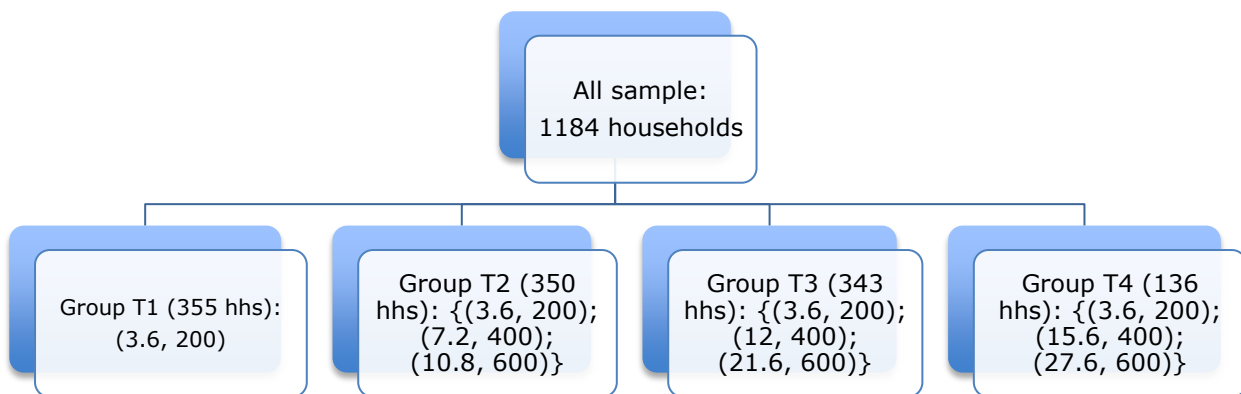 All sample:
1184 households
Group T1 (355 hhs):
(3.6, 200)
Group T2 (350
hhs): {(3.6, 200);
(7.2, 400);
(10.8, 600)}
Group T3 (343
hhs): {(3.6, 200);
(12, 400);
(21.6, 600)}
Group T4 (136
hhs): {(3.6, 200);
(15.6, 400);
(27.6, 600)}